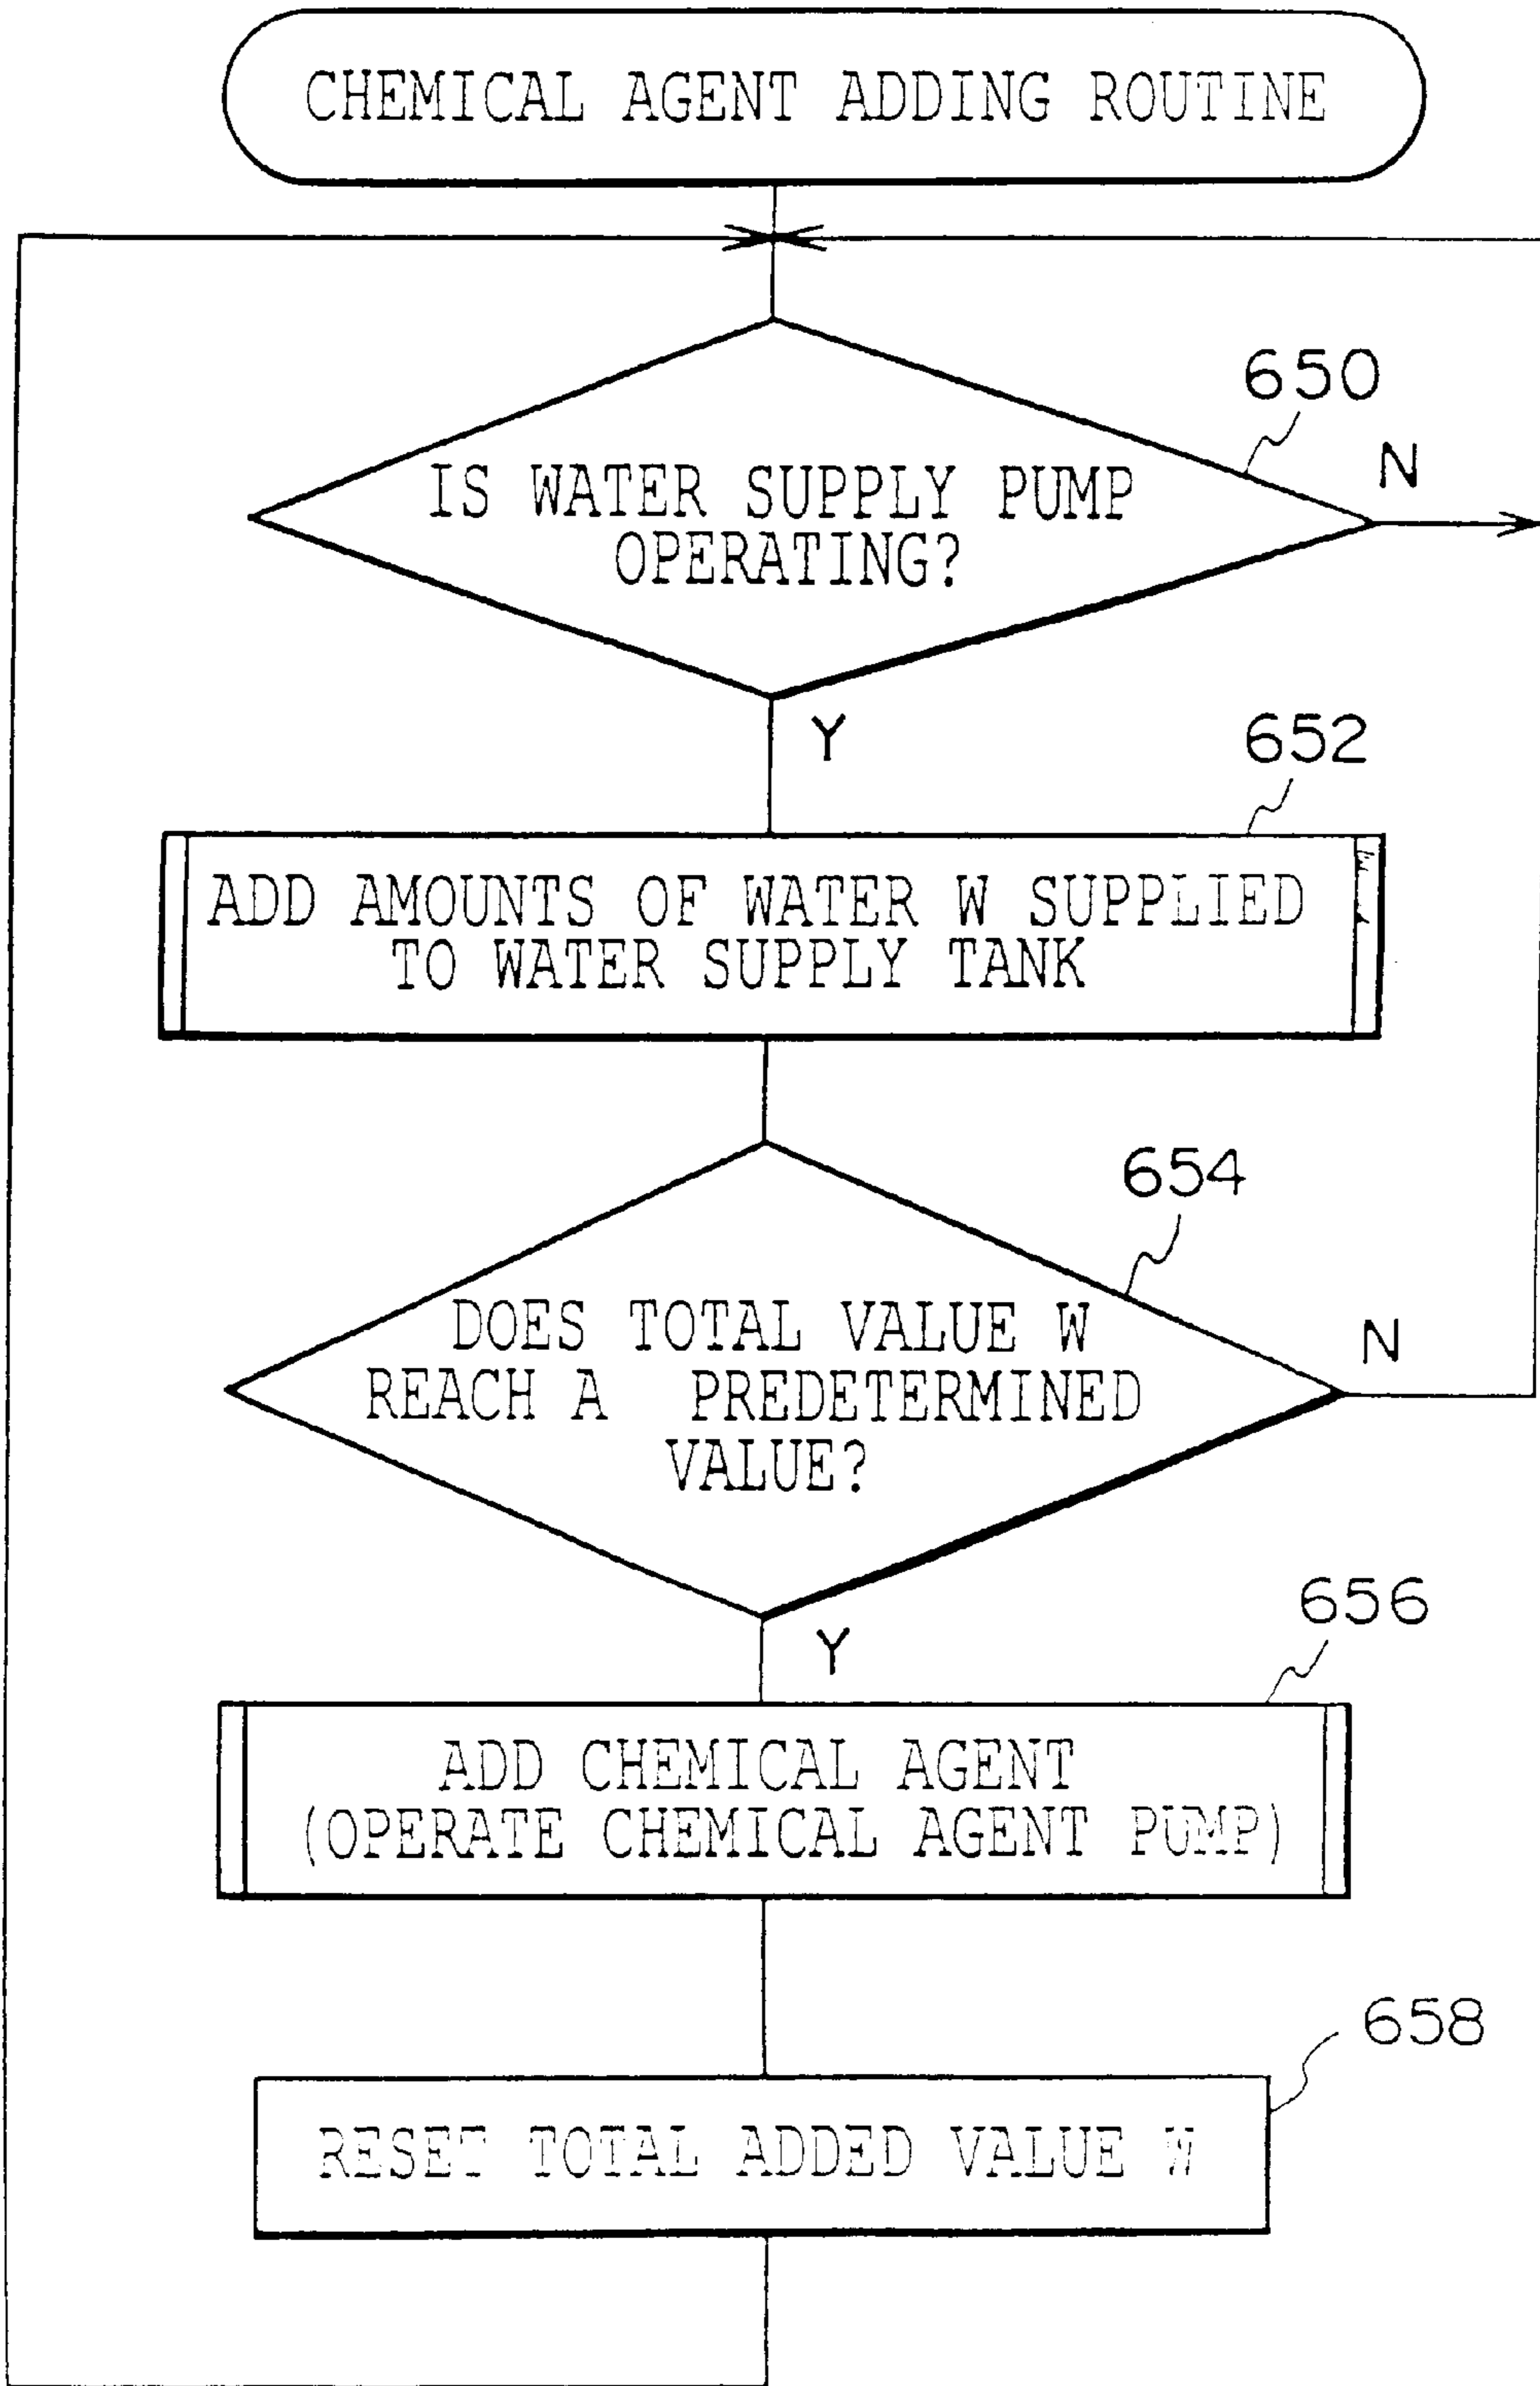 CHEMICAL AGENT ADDING ROUTINE
650
N
IS WATER SUPPLY PUMP
OPERATING?
Y
652
ADD AMOUNTS OF WATER W SUPPLIED
TO WATER SUPPLY TANK
654
DOES TOTAL VALUE W
N
REACH A PREDETERMINED
VALUE?
656
Y
ADD CHEMICAL AGENT
(OPERATE CHEMICAL AGENT PUMP)
658
RESET TOTAL ADDED VALUE W